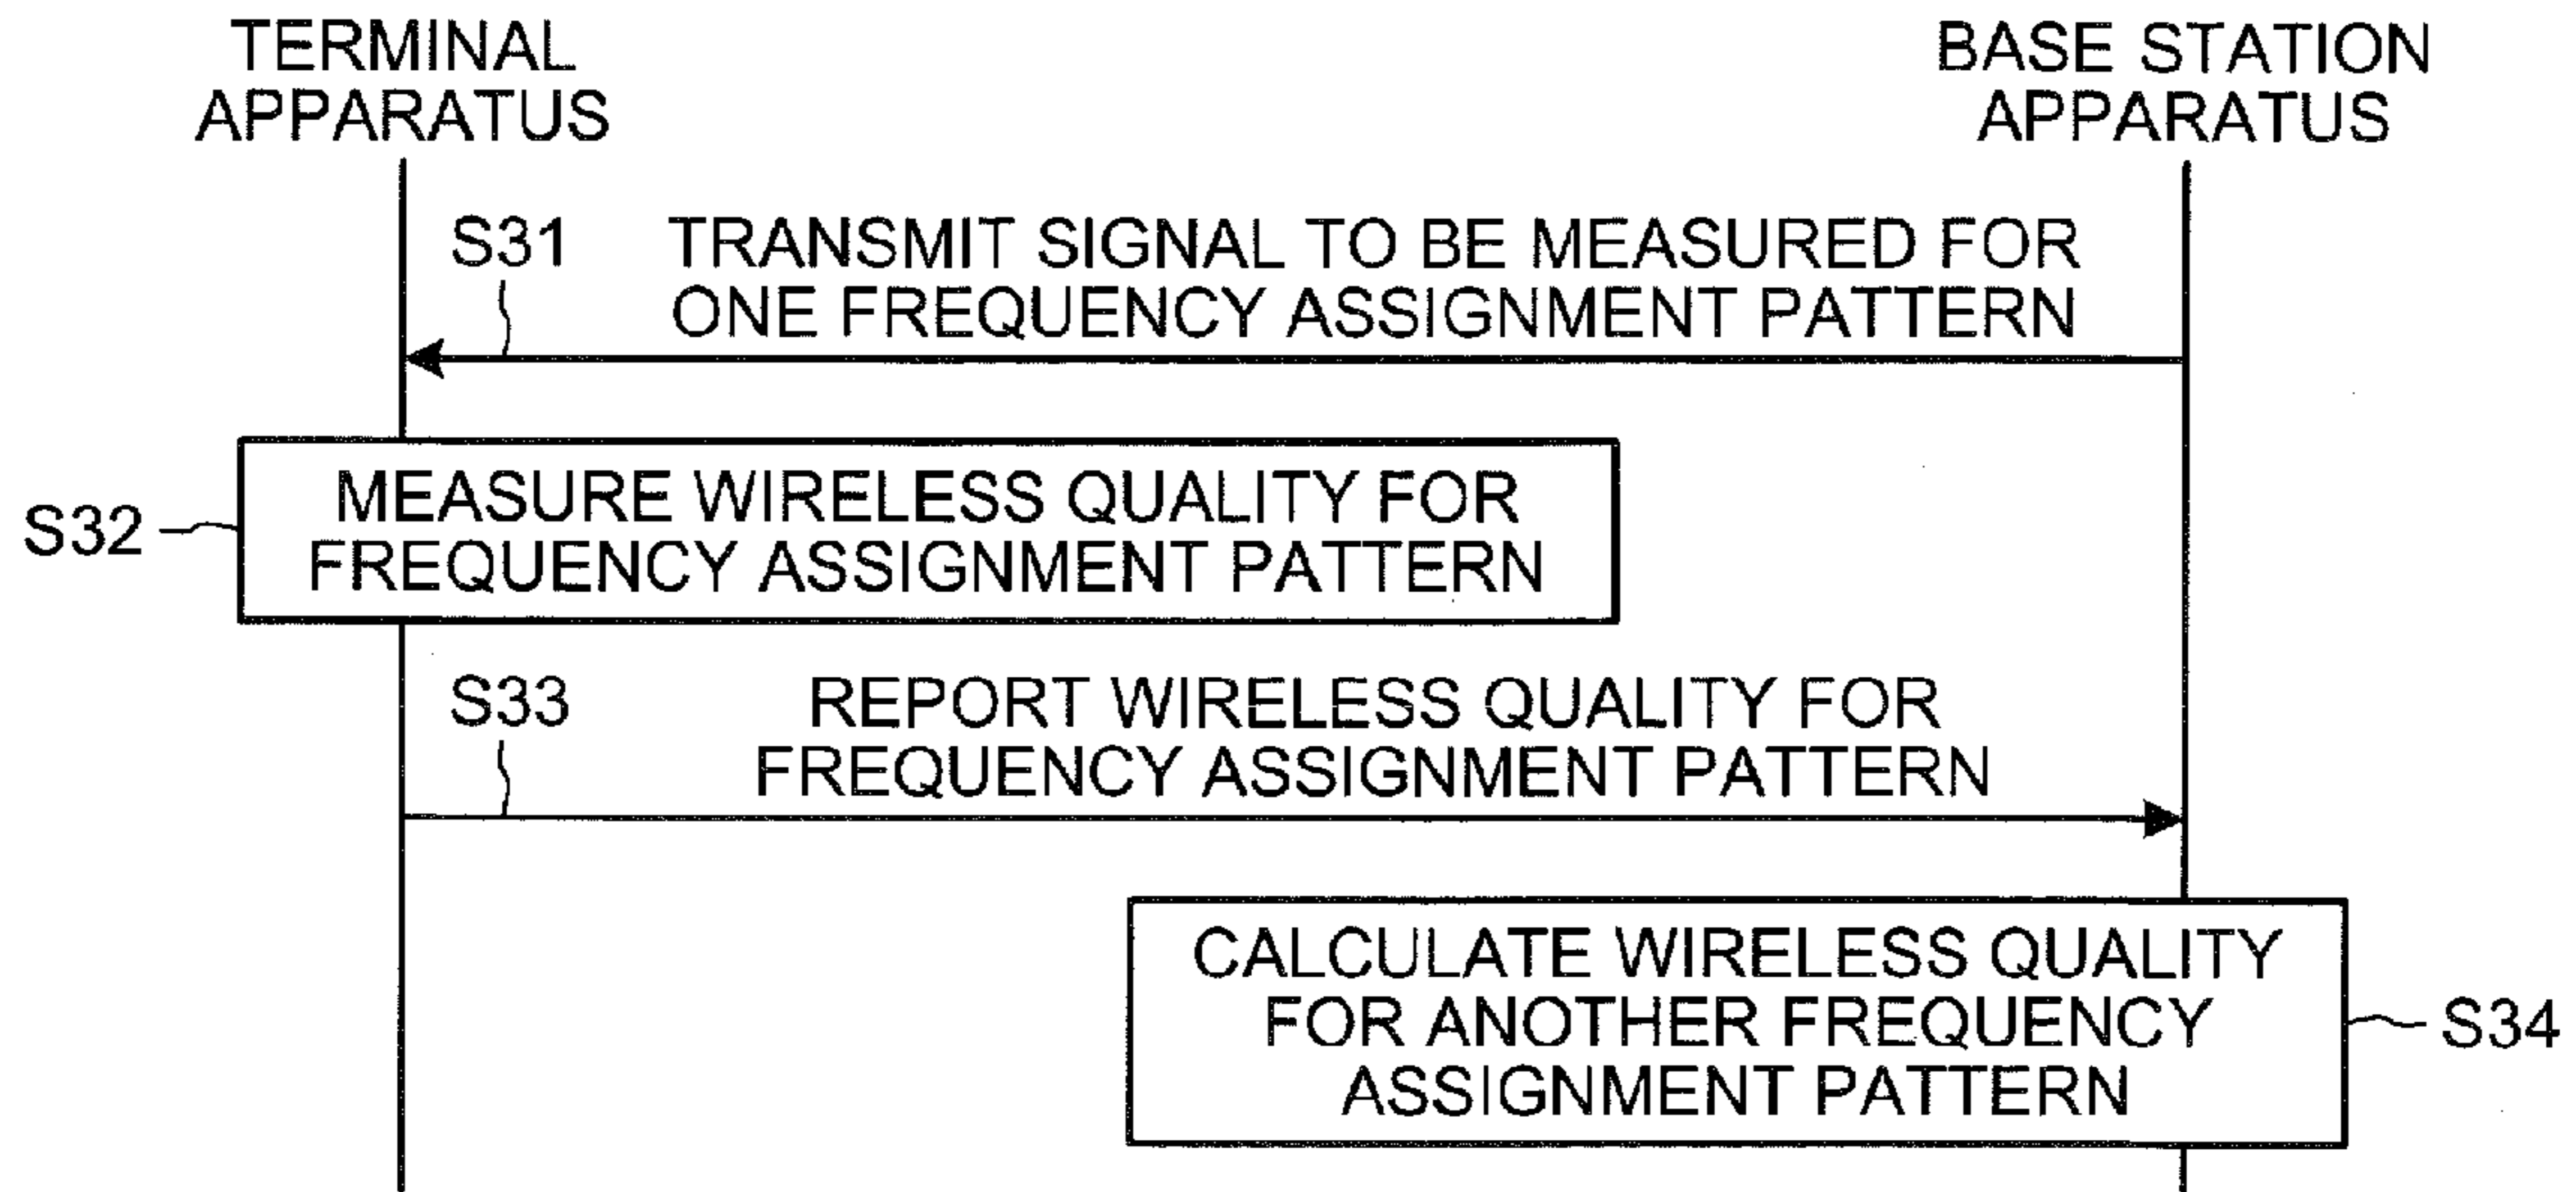 TERMINAL
APPARATUS
BASE STATION
APPARATUS
S31
TRANSMIT SIGNAL TO BE MEASURED FOR
ONE FREQUENCY ASSIGNMENT PATTERN
S32
MEASURE WIRELESS QUALITY FOR
FREQUENCY ASSIGNMENT PATTERN
S33
REPORT WIRELESS QUALITY FOR
FREQUENCY ASSIGNMENT PATTERN
CALCULATE WIRELESS QUALITY
FOR ANOTHER FREQUENCY
ASSIGNMENT PATTERN
S34